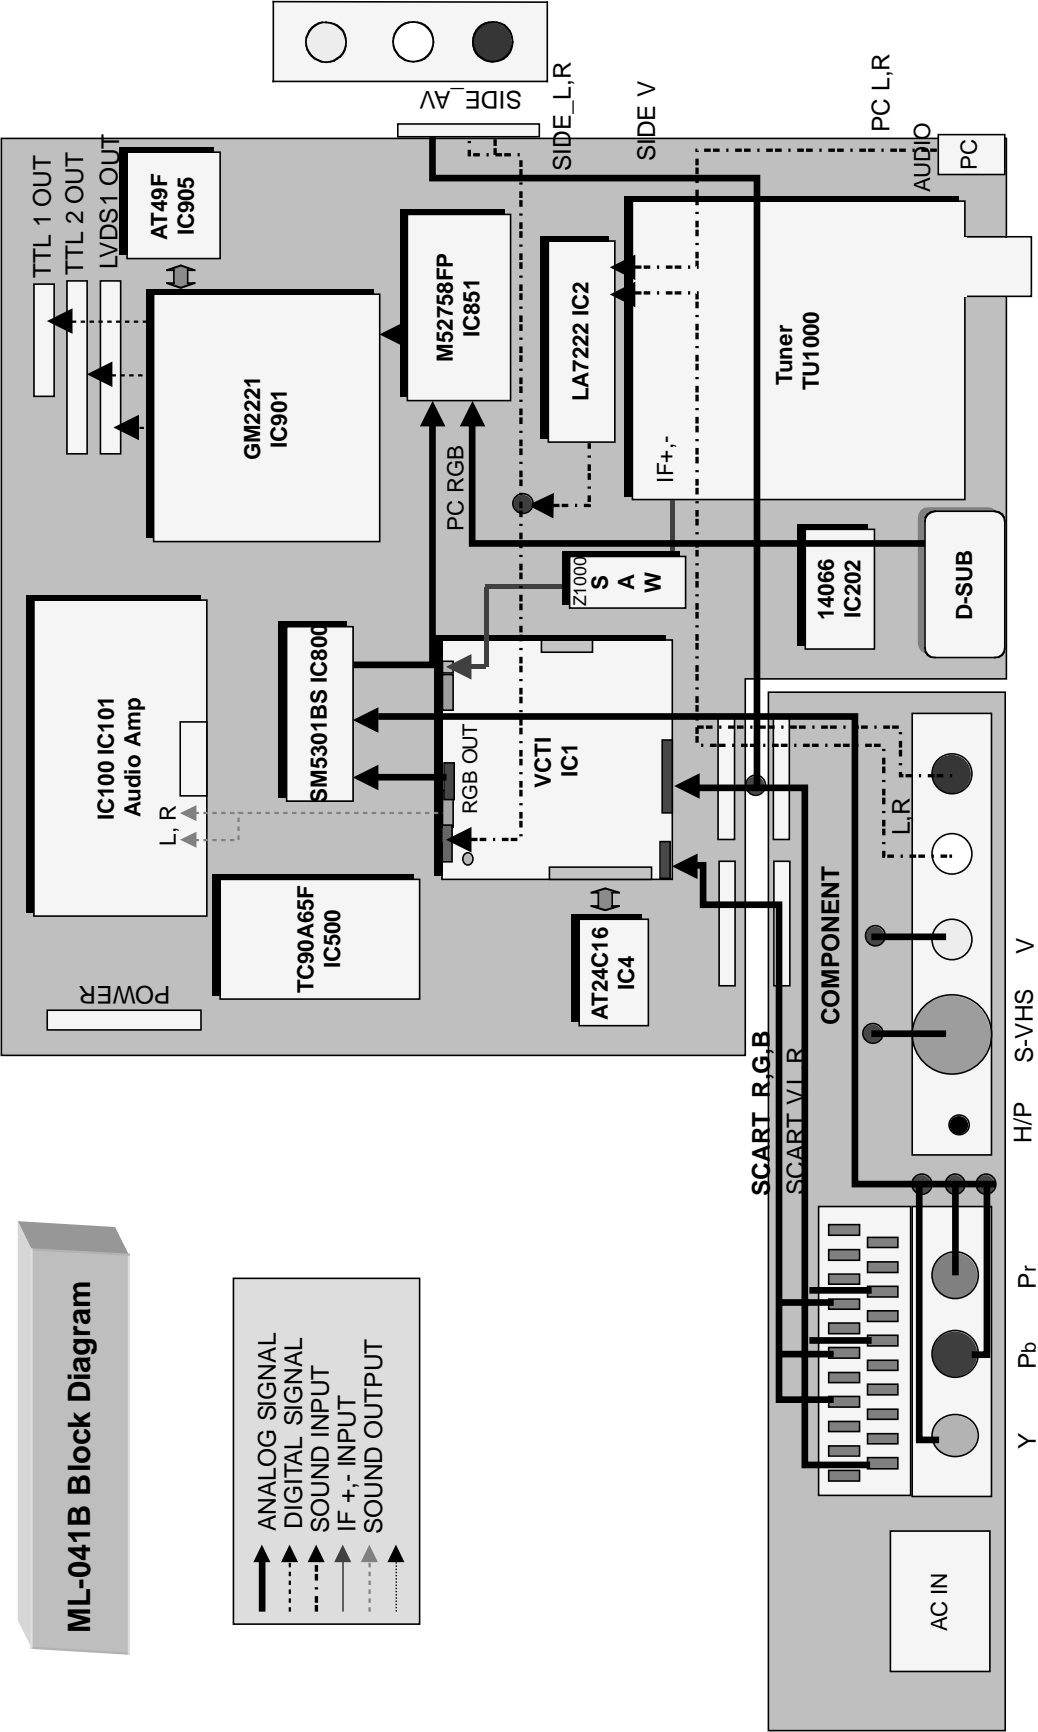 ML-041B Block Diagram
ANALOG SIGNAL
DIGITAL SIGNAL
SOUND INPUT
IF +,- INPUT
SOUND OUTPUT
POWER
TC90A65F
IC500
IC100 IC101
Audio Amp
L, R
SM5301BS IC800
TTL 1 OUT
TTL 2 OUT
LVDS1 OUT
AT49F
IC905
GM2221
IC901
M52758FP
IC851
PC RGB
SIDE_AV
SIDE_L,R
SIDE V
PC L,R
AUDIO
PC
LA7222 IC2
Tuner
TU1000
IF+,-
Z1000
S
A
W
RGB OUT
VCTI
IC1
AT24C16
IC4
14066
IC202
D-SUB
COMPONENT
L,R
SCART R,G,B
SCART V,L,R
V
S-VHS
H/P
Pr
Pb
Y
AC IN